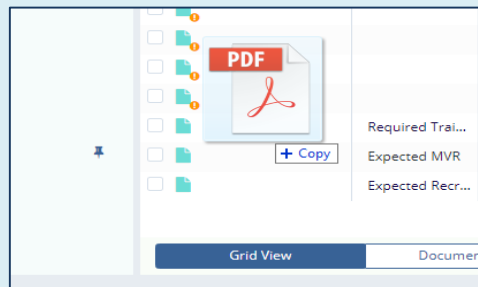 PDF
Required Trai...
+ Copy
Expected MVR
Expected Recr...
Grid View
Documen